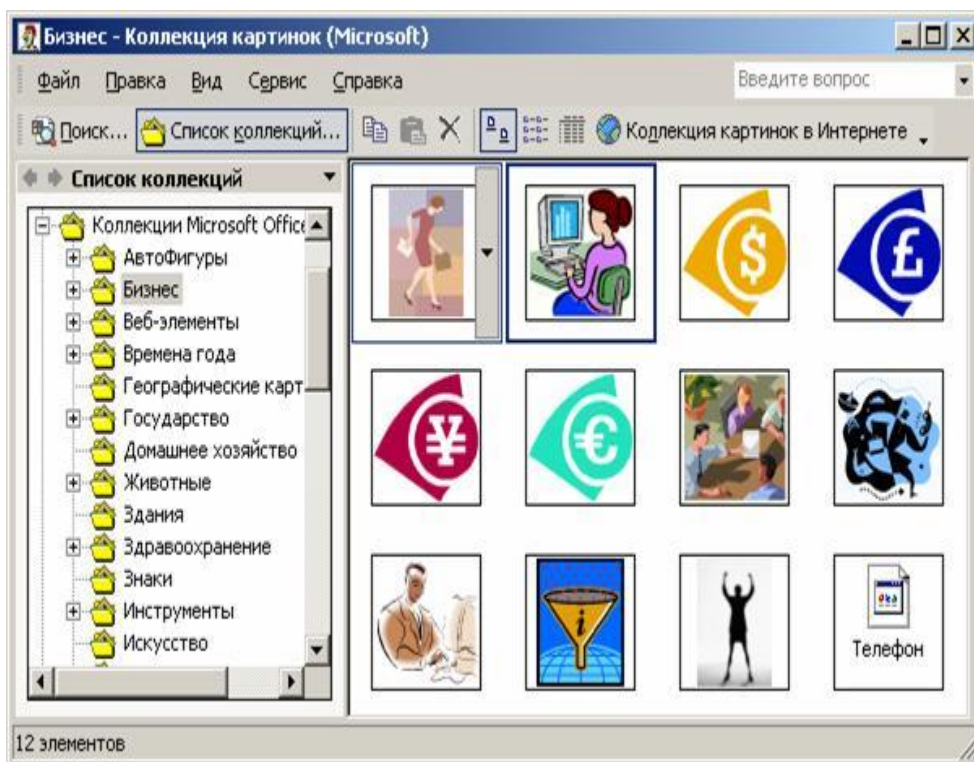 Бизнес - Коллекция картинок (Microsoft)
Файл Правка Вид Сервис Справка Введите вопрос
Поиск... Список коллекций... Коллекция картинок в Интернете
Список коллекций
Коллекции Microsoft Office
АвтоФигуры
Бизнес
Веб-элементы
Времена года
Географические карт
Государство
Домашнее хозяйство
Животные
Здания
Здравоохранение
Знаки
Инструменты
Искусство
$
£
¥
€
i
Телефон
12 элементов